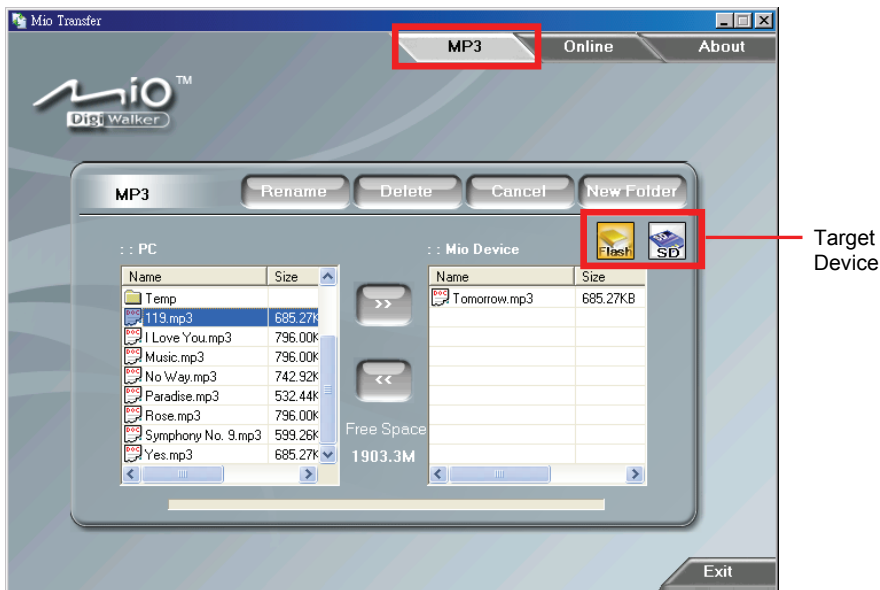 Mio Transfer
MP3 Online About
Mio TM
Digi Walker
MP3 Rename Delete Cancel New Folder
Flash SD
Target
Device
: : PC
: : Mio Device
Name Size
Temp
119.mp3 685.27K
I Love You.mp3 796.00K
Music.mp3 796.00K
No Way.mp3 742.92K
Paradise.mp3 532.44K
Rose.mp3 796.00K
Symphony No. 9.mp3 599.26K
Yes.mp3 685.27K
>>
<<
Free Space
1903.3M
Name Size
Tomorrow.mp3 685.27KB
Exit